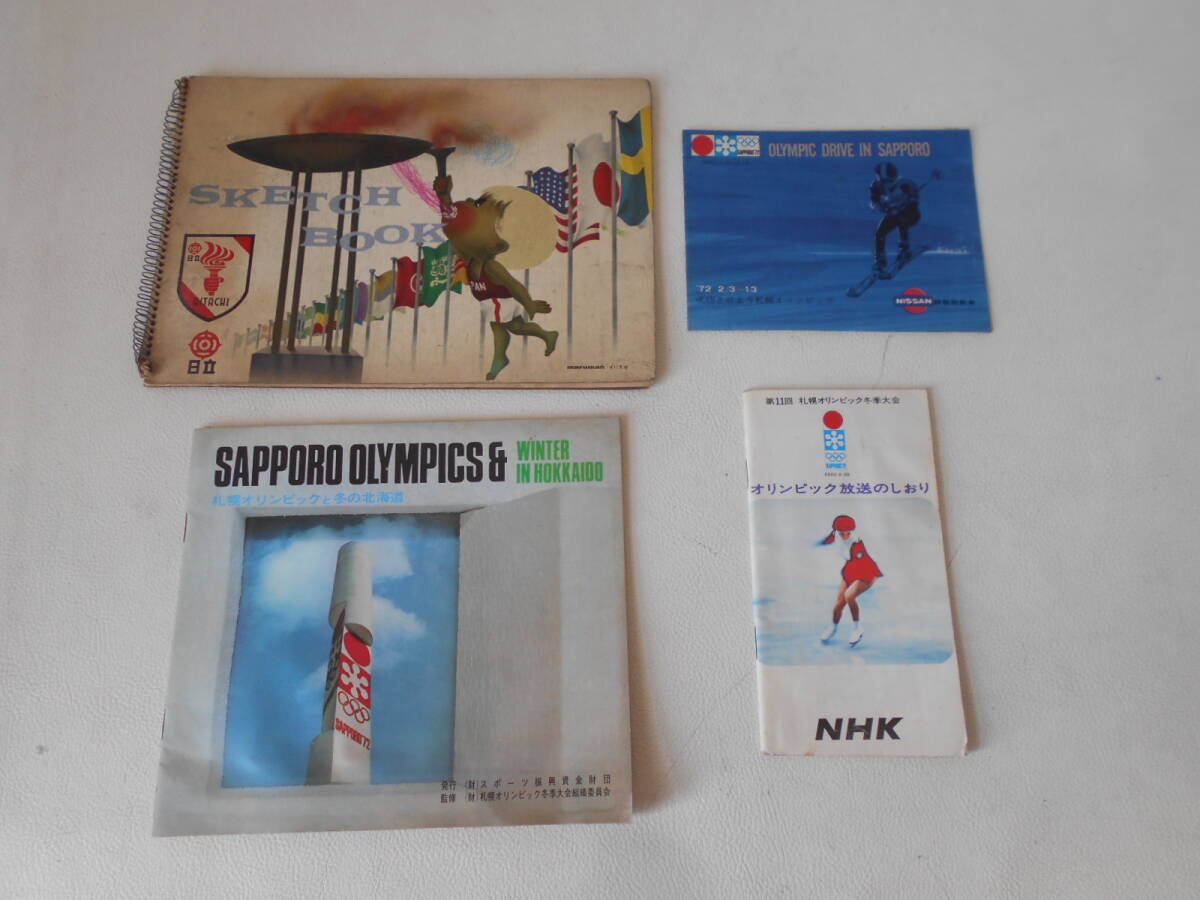 SKETCH
BOOK
日立
HITACHI
日立
PAN
maruman
OLYMPIC DRIVE IN SAPPORO
'72 2/3-13
NISSAN
SAPPORO OLYMPICS &
WINTER
IN HOKKAIDO
札幌オリンピックと冬の北海道
SAPPORO'72
発行 (財)スポーツ振興資金財団
監修 (財)札幌オリンピック冬季大会組織委員会
第11回 札幌オリンピック冬季大会
オリンピック放送のしおり
NHK